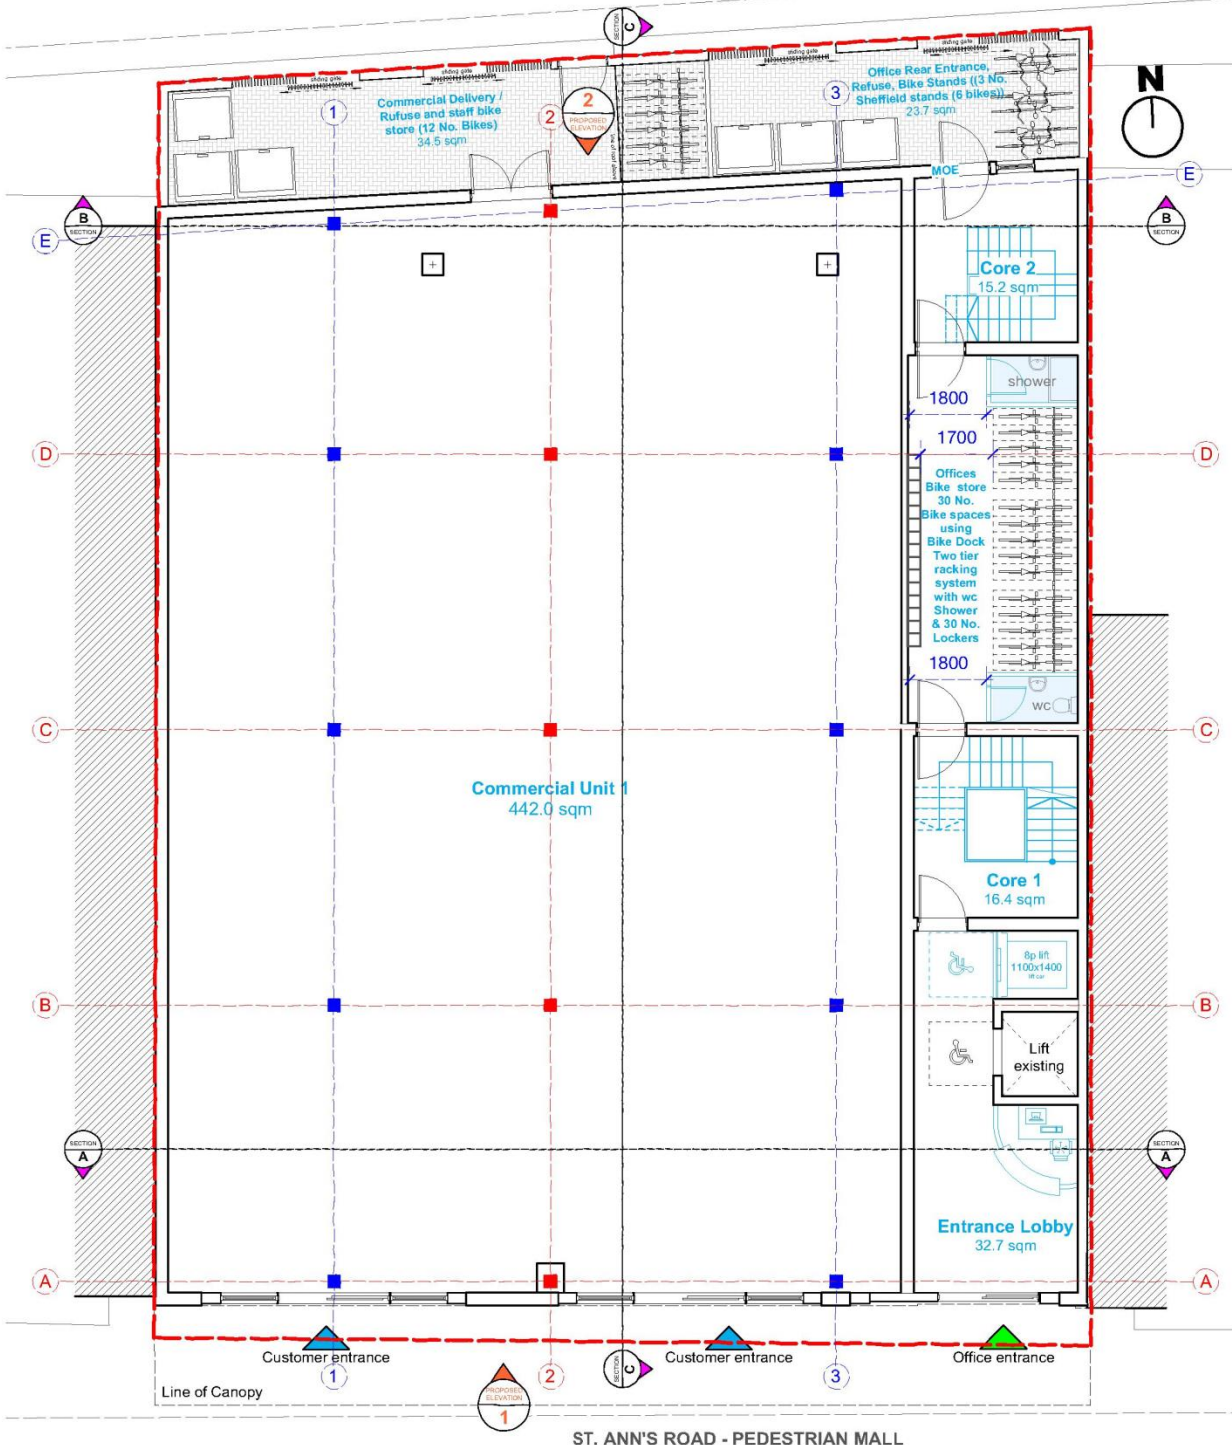 SECTION
C
sliding gate
sliding gate
sliding gate
sliding gate
Office Rear Entrance,
Refuse, Bike Stands ((3 No.
Sheffield stands (6 bikes))
23.7 sqm
N
Commercial Delivery /
Rufuse and staff bike
store (12 No. Bikes)
34.5 sqm
1
2
2
PROPOSED
ELEVATION
3
MOE
E
B
SECTION
B
SECTION
E
Core 2
15.2 sqm
shower
1800
1700
D
D
Offices
Bike store
30 No.
Bike spaces
using
Bike Dock
Two tier
racking
system
with wc
Shower
& 30 No.
Lockers
1800
wc
C
C
Commercial Unit 1
442.0 sqm
Core 1
16.4 sqm
8p lift
1100x1400
lift car
B
B
Lift
existing
SECTION
A
SECTION
A
Entrance Lobby
32.7 sqm
A
A
Customer entrance
Customer entrance
Office entrance
1
2
SECTION
C
3
Line of Canopy
PROPOSED
ELEVATION
1
ST. ANN'S ROAD - PEDESTRIAN MALL